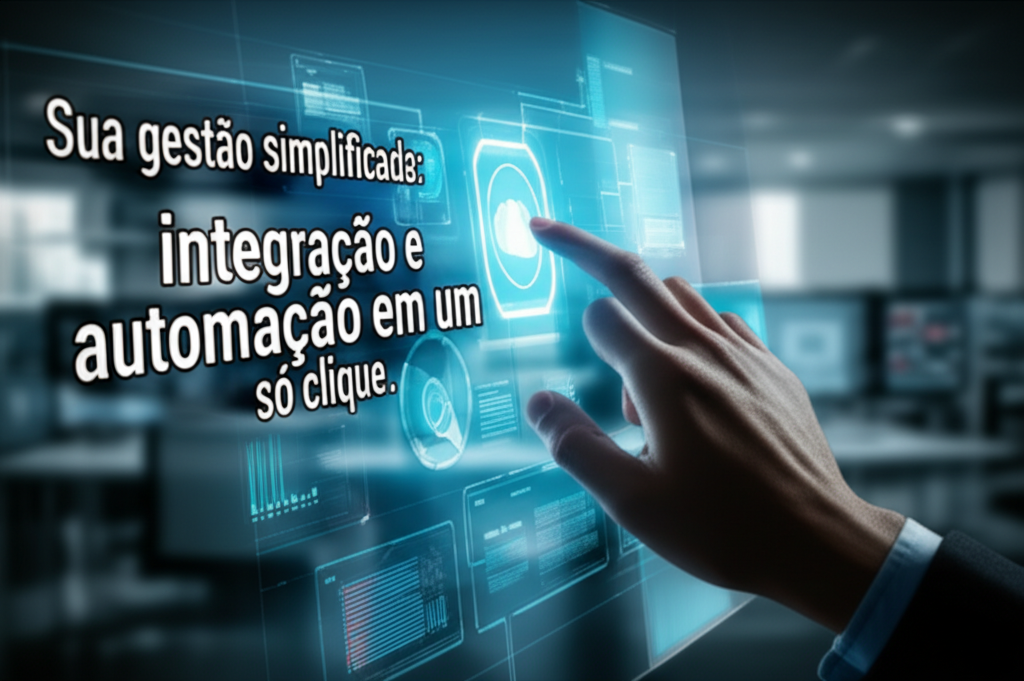 Sua gestão simplificada:
integração e
automação em um
só clique.